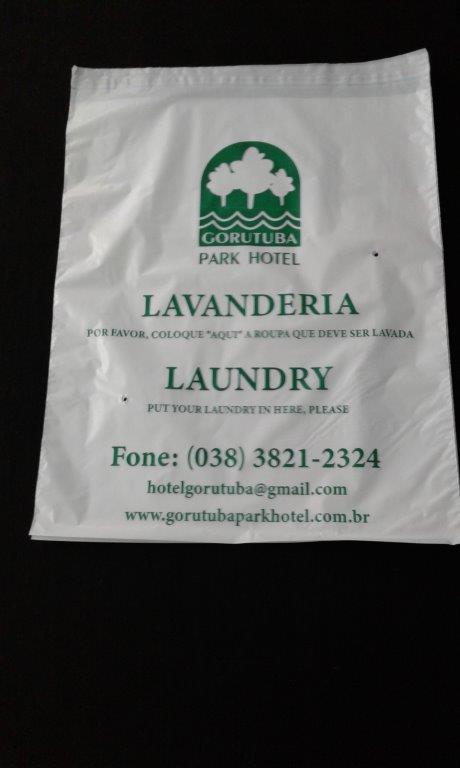 GORUTUBA
PARK HOTEL
LAVANDERIA
POR FAVOR, COLOQUE "AQUI" A ROUPA QUE DEVE SER LAVADA
LAUNDRY
PUT YOUR LAUNDRY IN HERE, PLEASE
Fone: (038) 3821-2324
hotelgorutuba@gmail.com
www.gorutubaparkhotel.com.br